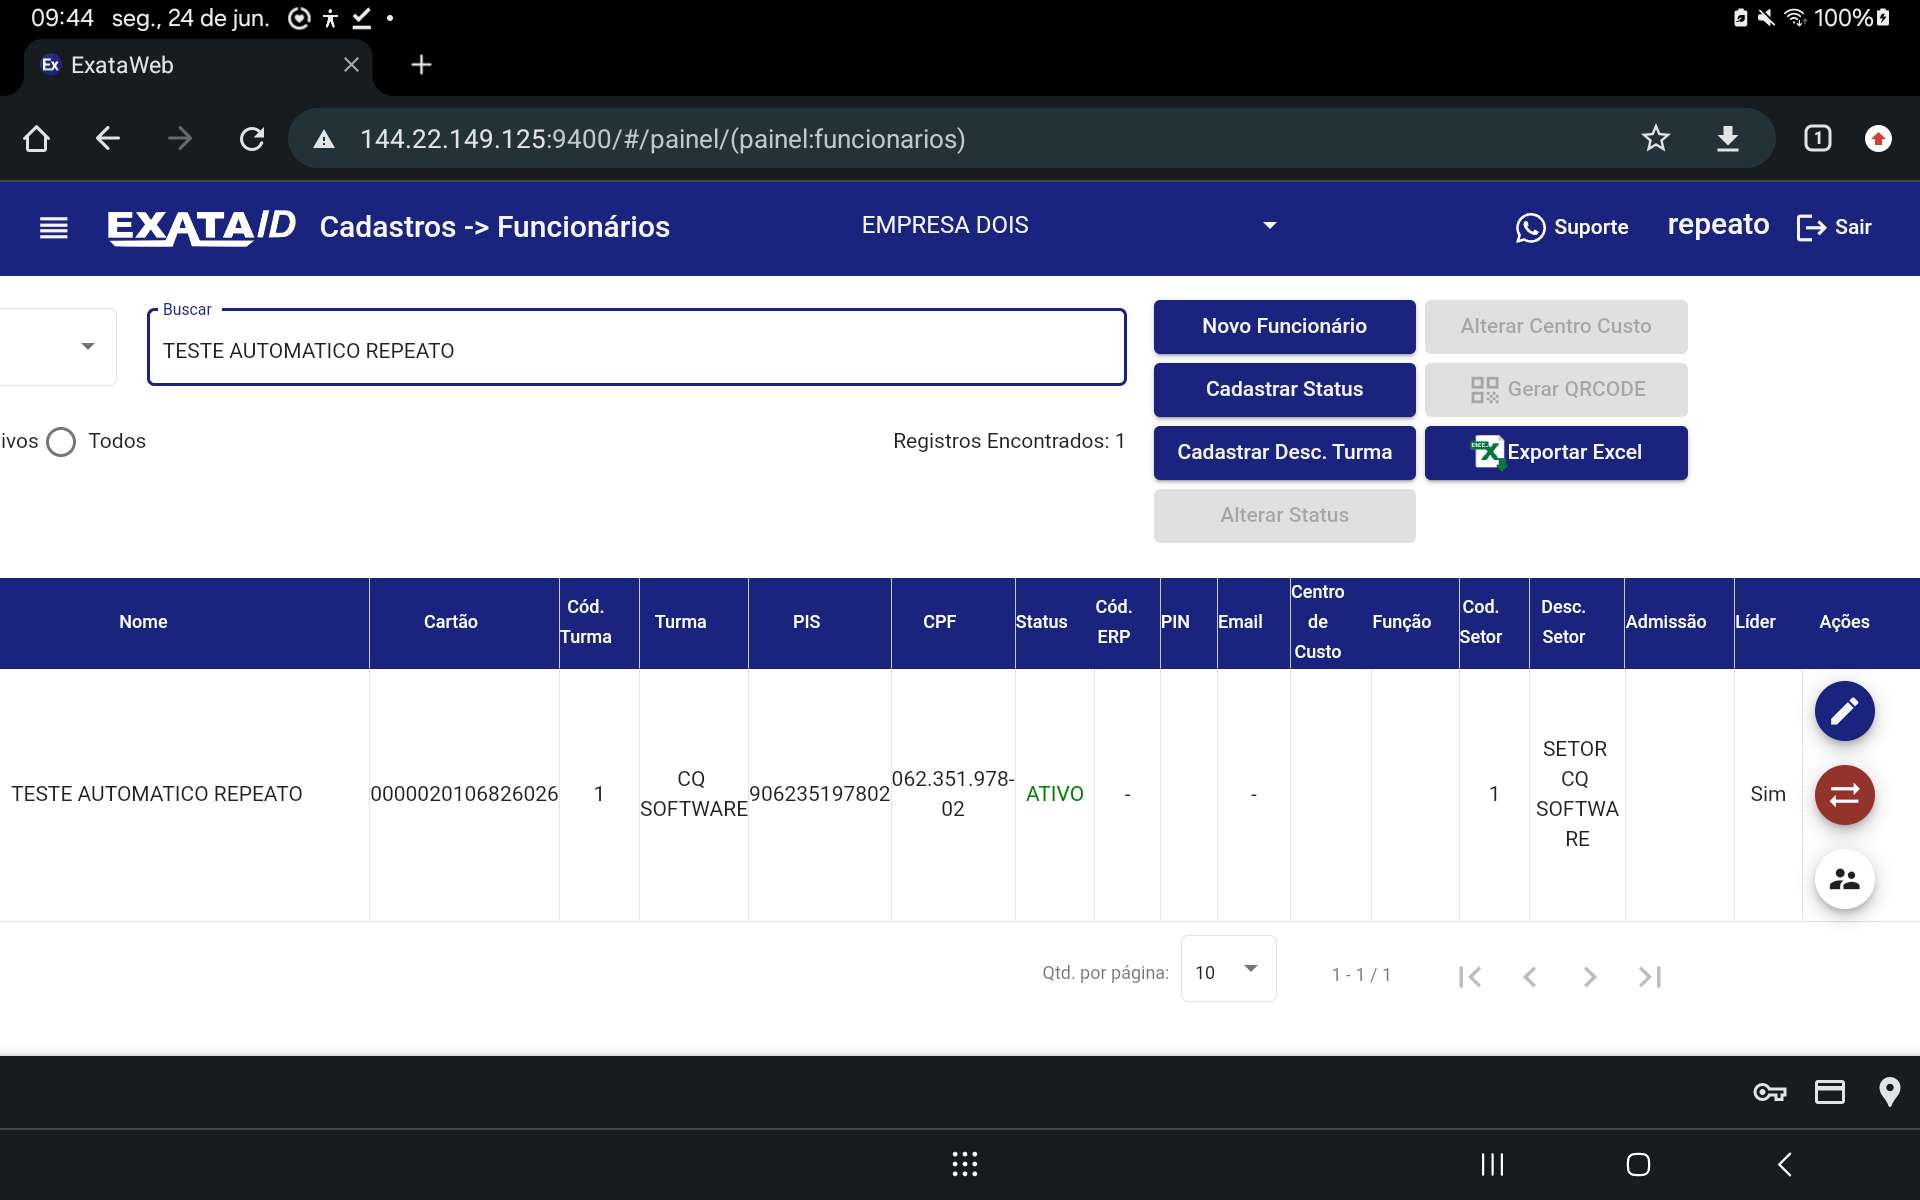 09:44 seg., 24 de jun. 100%
Ex ExataWeb
144.22.149.125:9400/#/painel/(painel:funcionarios) 1
EXATA/ID Cadastros -> Funcionários EMPRESA DOIS Suporte repeato Sair
Buscar
TESTE AUTOMATICO REPEATO
Novo Funcionário Alterar Centro Custo
Cadastrar Status Gerar QRCODE
ivos Todos Registros Encontrados: 1
Cadastrar Desc. Turma Exportar Excel
Alterar Status
Nome Cartão Cód. Turma Turma PIS CPF Status Cód. ERP PIN Email Centro de Custo Função Cod. Setor Desc. Setor Admissão Líder Ações
TESTE AUTOMATICO REPEATO 0000020106826026 1 CQ SOFTWARE 906235197802 062.351.978-02 ATIVO - - 1 SETOR CQ SOFTWARE Sim
Qtd. por página: 10 1 - 1 / 1